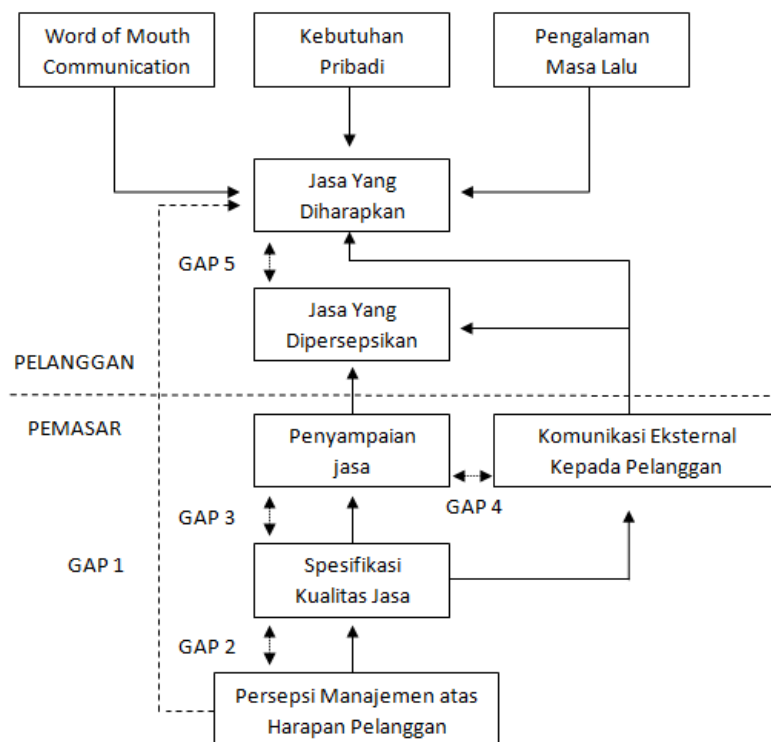 Word of Mouth
Communication
Kebutuhan
Pribadi
Pengalaman
Masa Lalu
Jasa Yang
Diharapkan
GAP 5
Jasa Yang
Dipersepsikan
PELANGGAN
PEMASAR
Penyampaian
jasa
Komunikasi Eksternal
Kepada Pelanggan
GAP 4
GAP 3
GAP 1
Spesifikasi
Kualitas Jasa
GAP 2
Persepsi Manajemen atas
Harapan Pelanggan